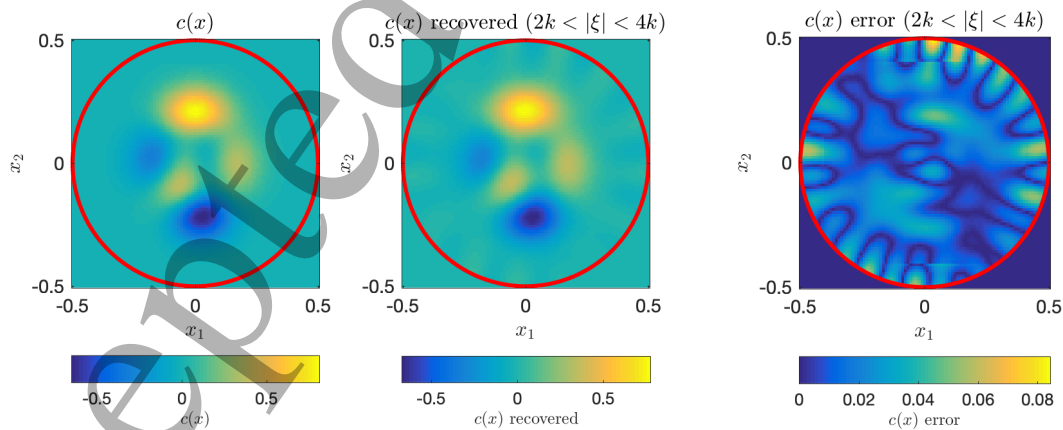 c(x)
c(x) recovered (2k < |ξ| < 4k)
c(x) error (2k < |ξ| < 4k)
0.5
0
-0.5
x₂
-0.5 0 0.5
x₁
0.5
0
-0.5
x₂
-0.5 0 0.5
x₁
0.5
0
-0.5
x₂
-0.5 0 0.5
x₁
-0.5 0 0.5
c(x)
-0.5 0 0.5
c(x) recovered
0 0.02 0.04 0.06 0.08
c(x) error
epted